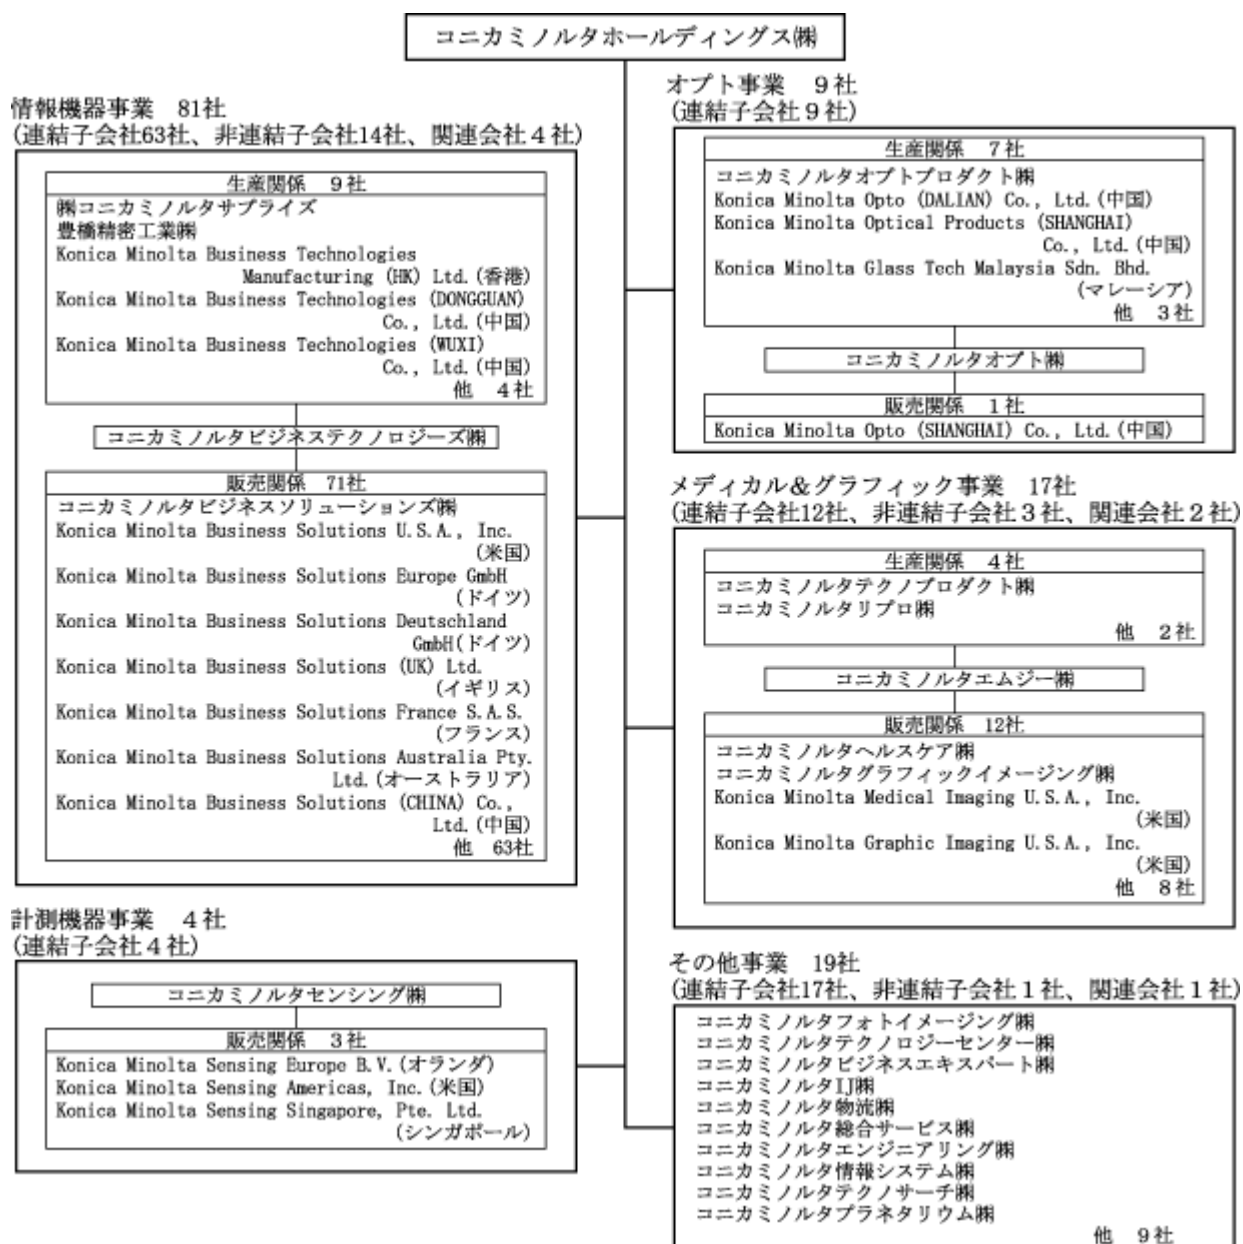 コニカミノルタホールディングス㈱
情報機器事業　81社
(連結子会社63社、非連結子会社14社、関連会社４社)
生産関係　９社
㈱コニカミノルタサプライズ
豊橋精密工業㈱
Konica Minolta Business Technologies
Manufacturing (HK) Ltd.(香港)
Konica Minolta Business Technologies (DONGGUAN)
Co., Ltd.(中国)
Konica Minolta Business Technologies (WUXI)
Co., Ltd.(中国)
他　４社
コニカミノルタビジネステクノロジーズ㈱
販売関係　71社
コニカミノルタビジネスソリューションズ㈱
Konica Minolta Business Solutions U.S.A., Inc.
(米国)
Konica Minolta Business Solutions Europe GmbH
(ドイツ)
Konica Minolta Business Solutions Deutschland
GmbH(ドイツ)
Konica Minolta Business Solutions (UK) Ltd.
(イギリス)
Konica Minolta Business Solutions France S.A.S.
(フランス)
Konica Minolta Business Solutions Australia Pty.
Ltd.(オーストラリア)
Konica Minolta Business Solutions (CHINA) Co.,
Ltd.(中国)
他　63社
計測機器事業　４社
(連結子会社４社)
コニカミノルタセンシング㈱
販売関係　３社
Konica Minolta Sensing Europe B.V.(オランダ)
Konica Minolta Sensing Americas, Inc.(米国)
Konica Minolta Sensing Singapore, Pte. Ltd.
(シンガポール)
オプト事業　９社
(連結子会社９社)
生産関係　７社
コニカミノルタオプトプロダクト㈱
Konica Minolta Opto (DALIAN) Co., Ltd.(中国)
Konica Minolta Optical Products (SHANGHAI)
Co., Ltd.(中国)
Konica Minolta Glass Tech Malaysia Sdn. Bhd.
(マレーシア)
他　３社
コニカミノルタオプト㈱
販売関係　１社
Konica Minolta Opto (SHANGHAI) Co., Ltd.(中国)
メディカル＆グラフィック事業　17社
(連結子会社12社、非連結子会社３社、関連会社２社)
生産関係　４社
コニカミノルタテクノプロダクト㈱
コニカミノルタリプロ㈱
他　２社
コニカミノルタエムジー㈱
販売関係　12社
コニカミノルタヘルスケア㈱
コニカミノルタグラフィックイメージング㈱
Konica Minolta Medical Imaging U.S.A., Inc.
(米国)
Konica Minolta Graphic Imaging U.S.A., Inc.
(米国)
他　８社
その他事業　19社
(連結子会社17社、非連結子会社１社、関連会社１社)
コニカミノルタフォトイメージング㈱
コニカミノルタテクノロジーセンター㈱
コニカミノルタビジネスエキスパート㈱
コニカミノルタIJ㈱
コニカミノルタ物流㈱
コニカミノルタ総合サービス㈱
コニカミノルタエンジニアリング㈱
コニカミノルタ情報システム㈱
コニカミノルタテクノサーチ㈱
コニカミノルタプラネタリウム㈱
他　９社